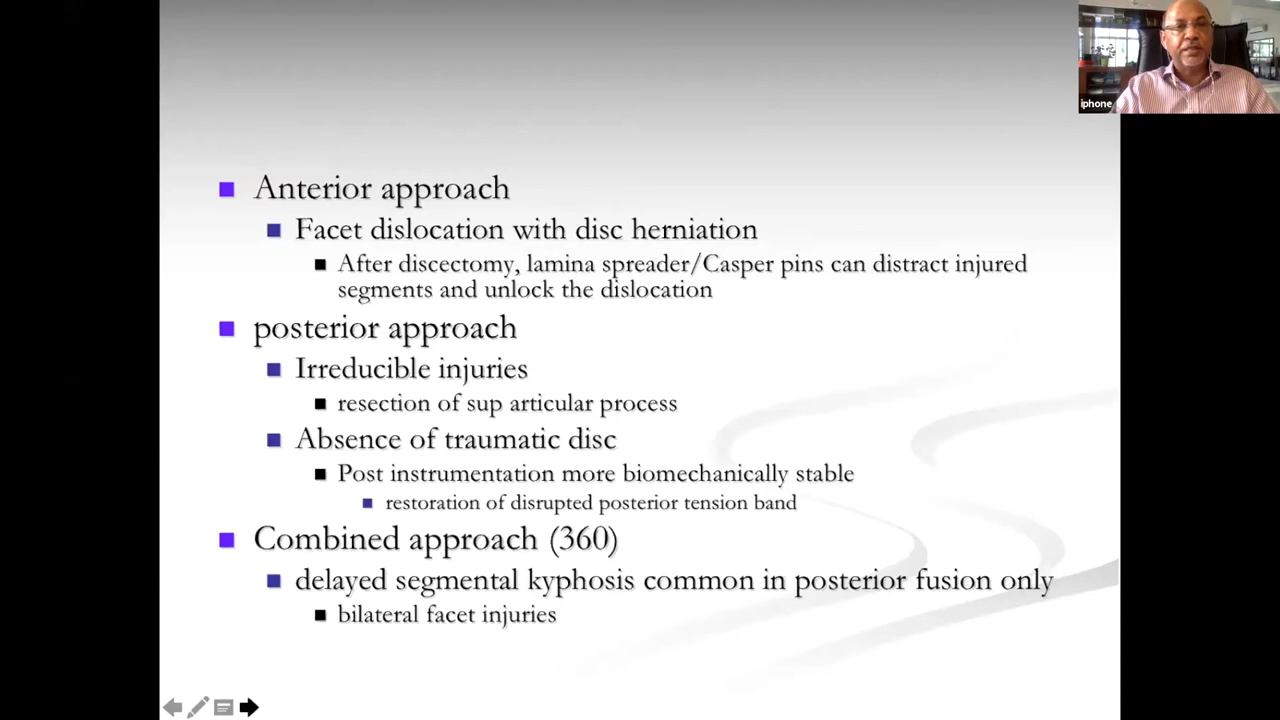 iphone
Anterior approach
Facet dislocation with disc herniation
After discectomy, lamina spreader/Casper pins can distract injured
segments and unlock the dislocation
posterior approach
Irreducible injuries
resection of sup articular process
Absence of traumatic disc
Post instrumentation more biomechanically stable
restoration of disrupted posterior tension band
Combined approach (360)
delayed segmental kyphosis common in posterior fusion only
bilateral facet injuries